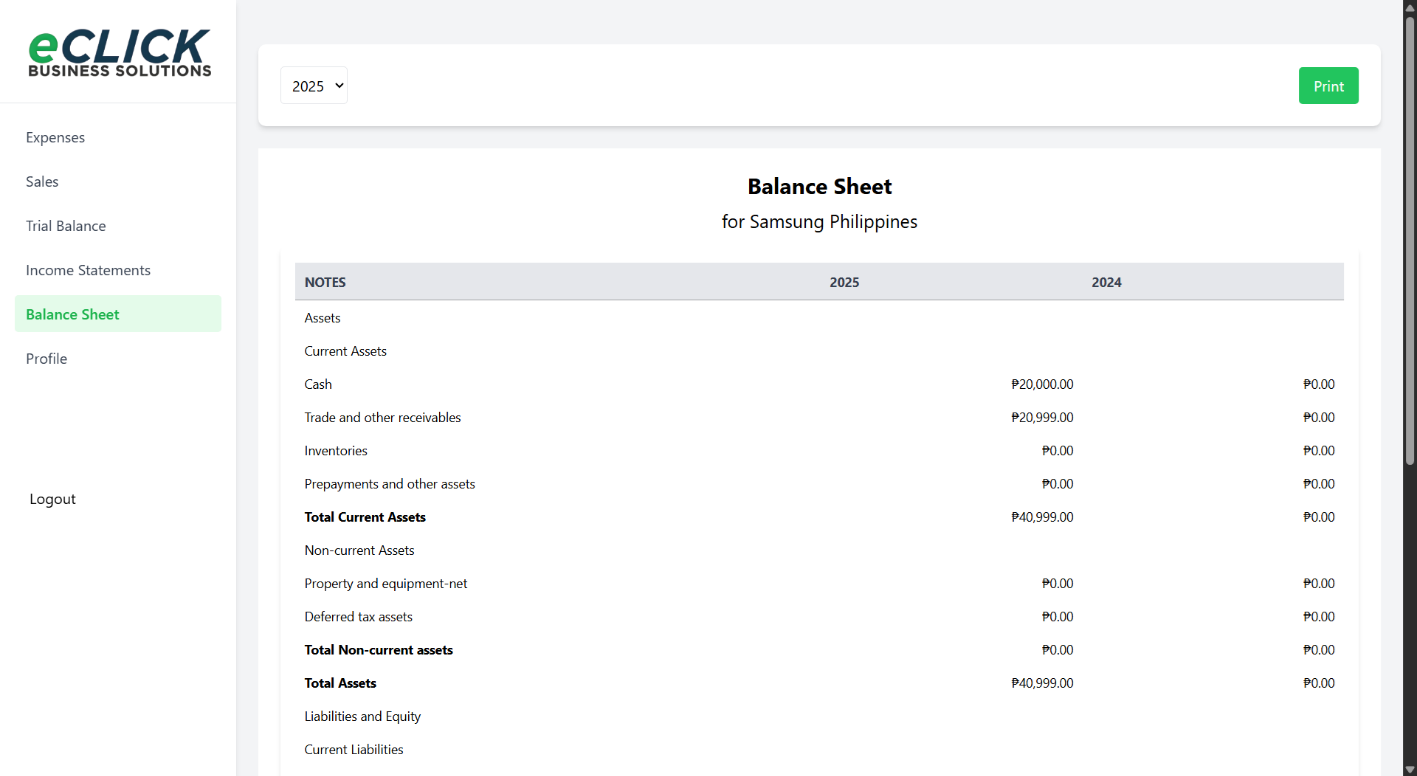 eCLICK
BUSINESS SOLUTIONS
Expenses
Sales
Trial Balance
Income Statements
Balance Sheet
Profile
Logout
2025
Print
Balance Sheet
for Samsung Philippines
NOTES 2025 2024
Assets
Current Assets
Cash ₱20,000.00 ₱0.00
Trade and other receivables ₱20,999.00 ₱0.00
Inventories ₱0.00 ₱0.00
Prepayments and other assets ₱0.00 ₱0.00
Total Current Assets ₱40,999.00 ₱0.00
Non-current Assets
Property and equipment-net ₱0.00 ₱0.00
Deferred tax assets ₱0.00 ₱0.00
Total Non-current assets ₱0.00 ₱0.00
Total Assets ₱40,999.00 ₱0.00
Liabilities and Equity
Current Liabilities